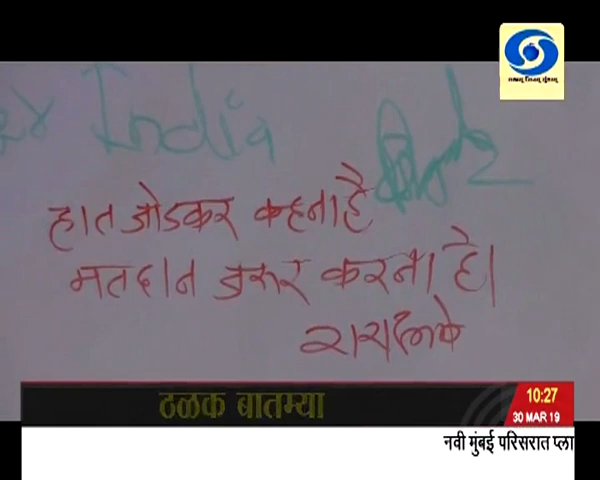 India
हात जोडकर कहना है
मतदान जरूर करना है।
ठळक बातम्या
10:27
30 MAR 19
नवी मुंबई परिसरात प्ला